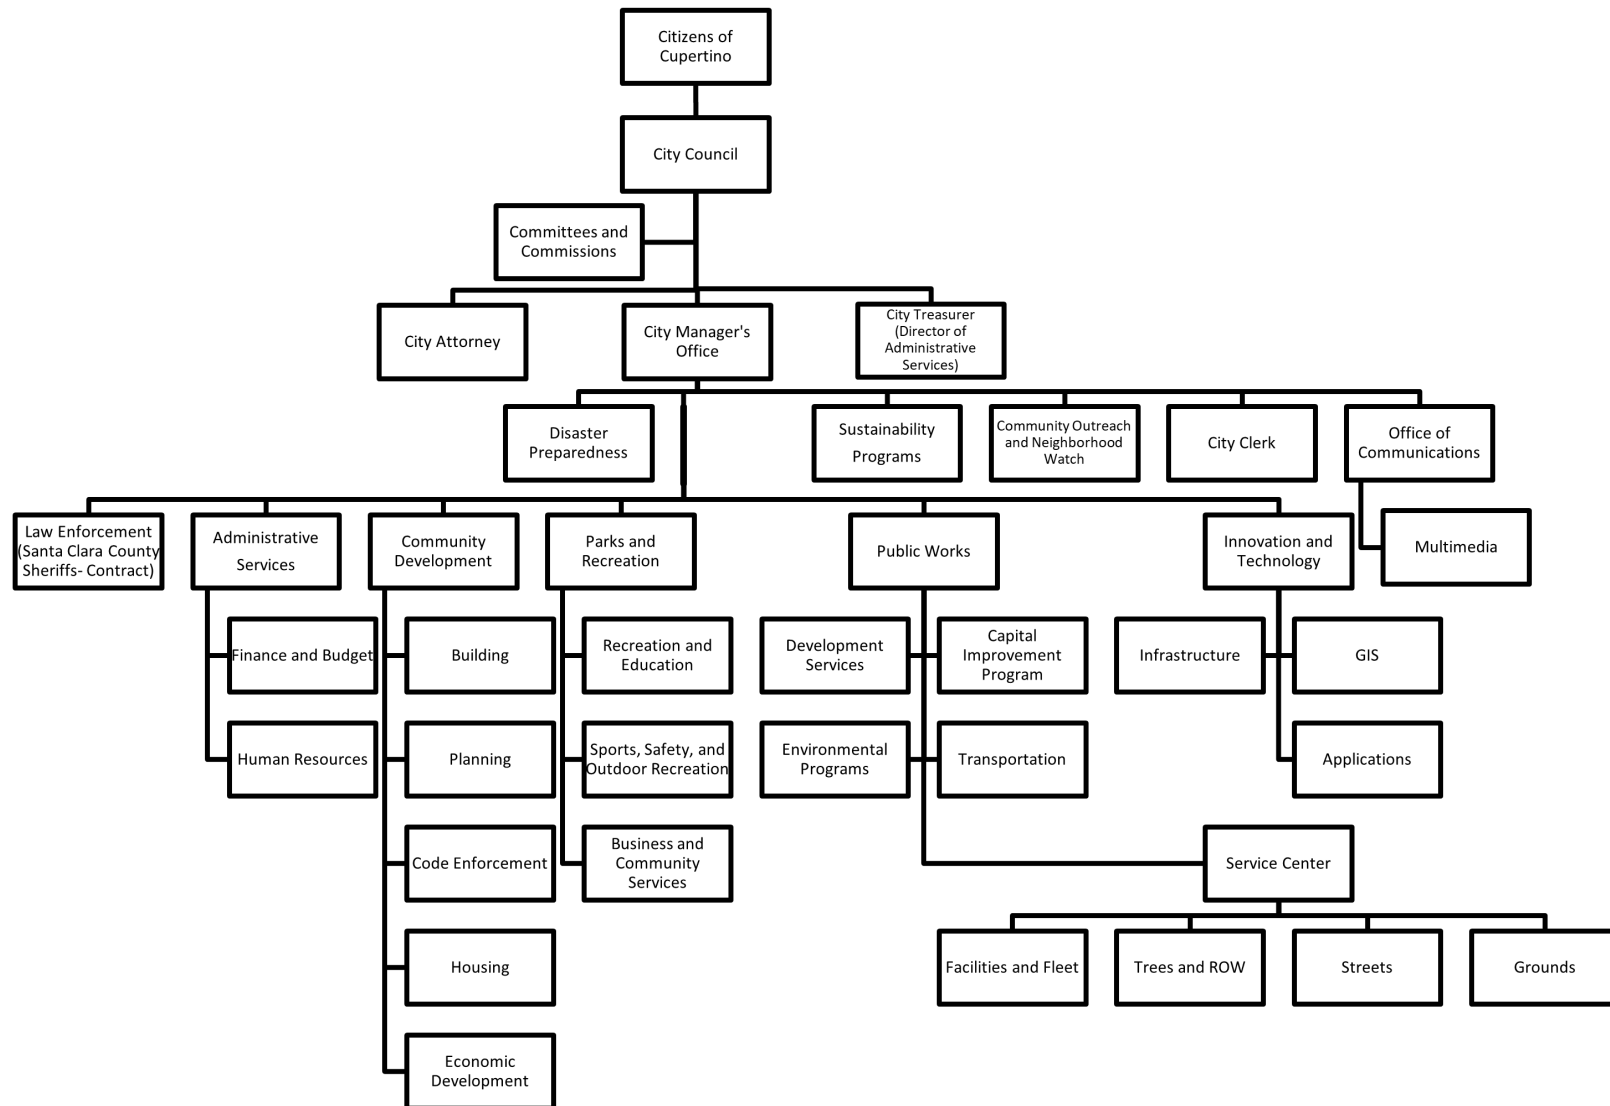 Citizens of
Cupertino
City Council
Committees and
Commissions
City Attorney
City Manager's
Office
City Treasurer
(Director of
Administrative
Services)
Disaster
Preparedness
Sustainability
Programs
Community Outreach
and Neighborhood
Watch
City Clerk
Office of
Communications
Law Enforcement
(Santa Clara County
Sheriffs- Contract)
Administrative
Services
Community
Development
Parks and
Recreation
Public Works
Innovation and
Technology
Multimedia
Finance and Budget
Building
Recreation and
Education
Development
Services
Capital
Improvement
Program
Infrastructure
GIS
Human Resources
Planning
Sports, Safety, and
Outdoor Recreation
Environmental
Programs
Transportation
Applications
Code Enforcement
Business and
Community
Services
Service Center
Housing
Facilities and Fleet
Trees and ROW
Streets
Grounds
Economic
Development